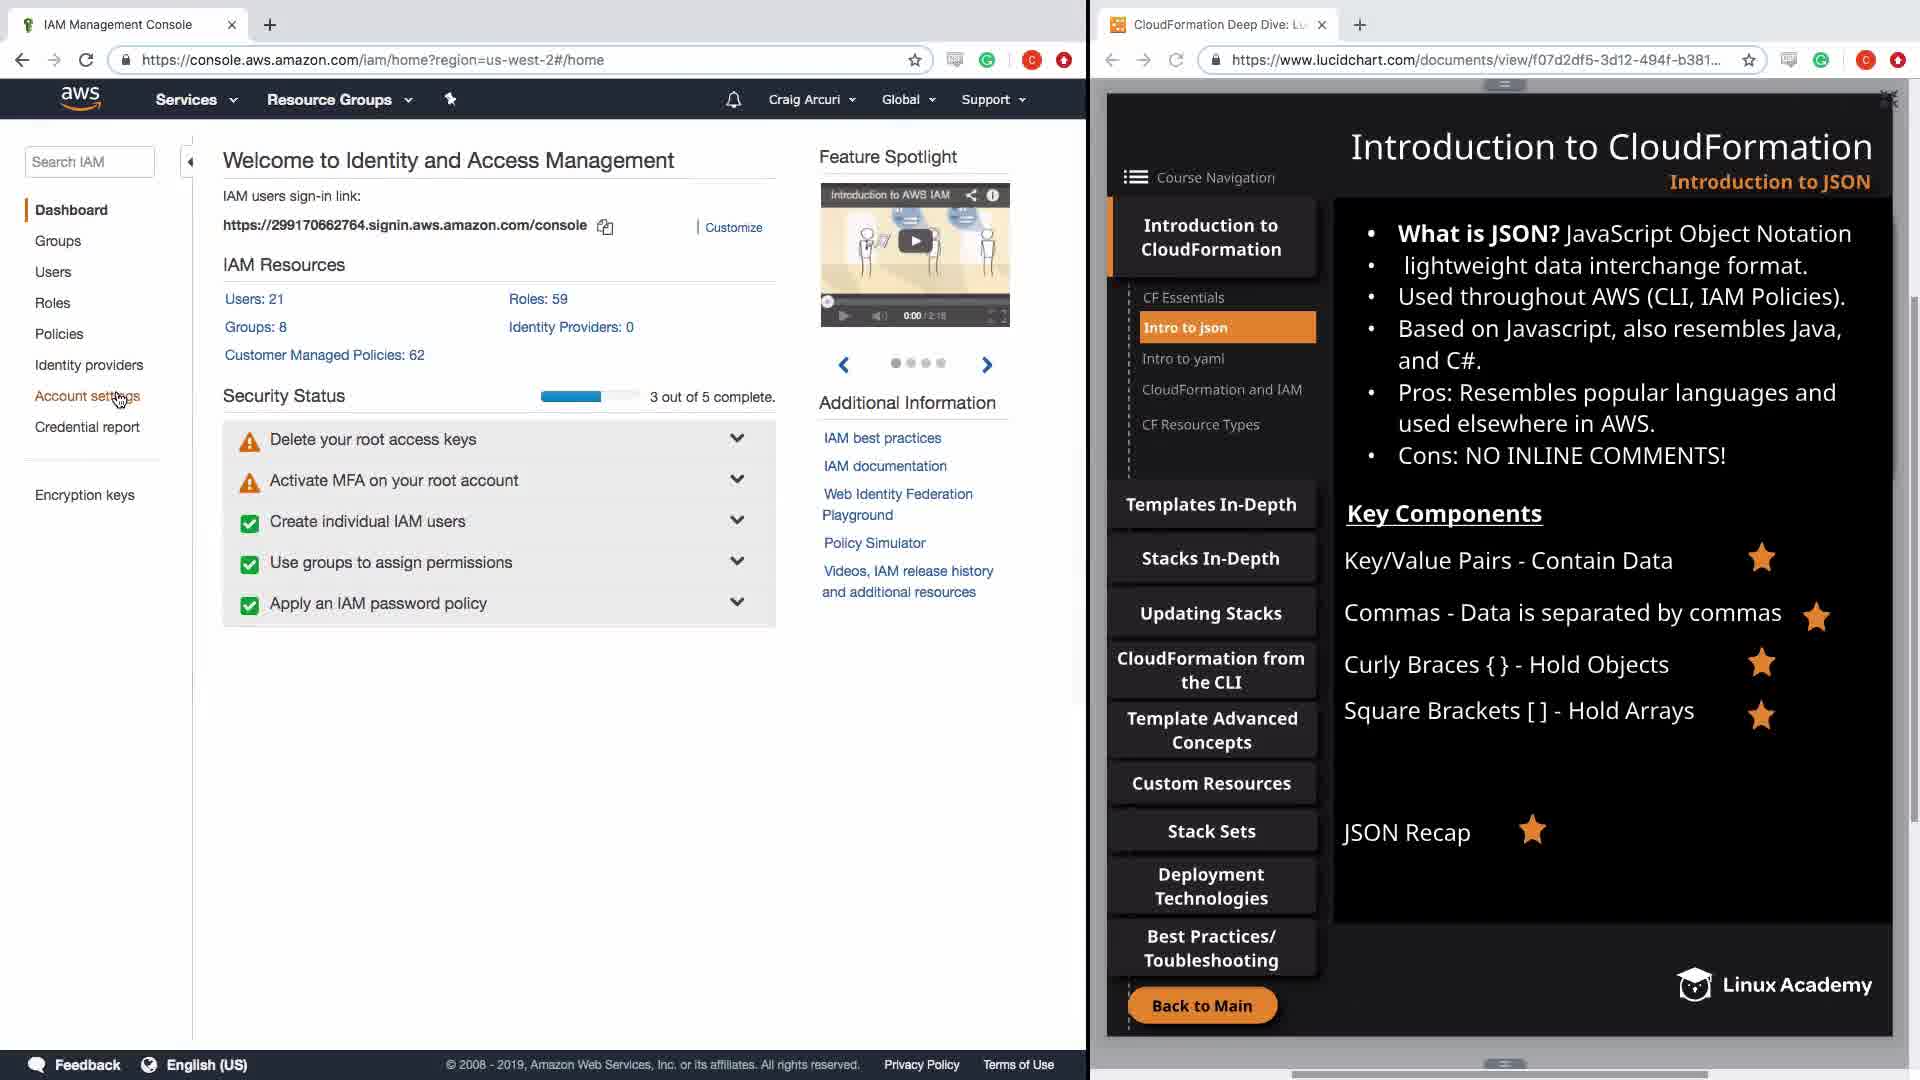 IAM Management Console
https://console.aws.amazon.com/iam/home?region=us-west-2#/home
C
aws
Services
Resource Groups
Craig Arcuri
Global
Support
Search IAM
Dashboard
Groups
Users
Roles
Policies
Identity providers
Account settings
Credential report
Encryption keys
Welcome to Identity and Access Management
IAM users sign-in link:
https://299170662764.signin.aws.amazon.com/console
Customize
IAM Resources
Users: 21
Roles: 59
Groups: 8
Identity Providers: 0
Customer Managed Policies: 62
Security Status
3 out of 5 complete.
Delete your root access keys
Activate MFA on your root account
Create individual IAM users
Use groups to assign permissions
Apply an IAM password policy
Feature Spotlight
Introduction to AWS IAM
0:00 / 2:15
Additional Information
IAM best practices
IAM documentation
Web Identity Federation
Playground
Policy Simulator
Videos, IAM release history
and additional resources
Feedback
English (US)
© 2008 - 2019, Amazon Web Services, Inc. or its affiliates. All rights reserved.
Privacy Policy
Terms of Use
CloudFormation Deep Dive: Lu
https://www.lucidchart.com/documents/view/f07d2df5-3d12-494f-b381...
C
Introduction to CloudFormation
Introduction to JSON
Course Navigation
Introduction to
CloudFormation
CF Essentials
Intro to json
Intro to yaml
CloudFormation and IAM
CF Resource Types
Templates In-Depth
Stacks In-Depth
Updating Stacks
CloudFormation from
the CLI
Template Advanced
Concepts
Custom Resources
Stack Sets
Deployment
Technologies
Best Practices/
Toubleshooting
Back to Main
• What is JSON? JavaScript Object Notation
• lightweight data interchange format.
• Used throughout AWS (CLI, IAM Policies).
• Based on Javascript, also resembles Java,
and C#.
• Pros: Resembles popular languages and
used elsewhere in AWS.
• Cons: NO INLINE COMMENTS!
Key Components
Key/Value Pairs - Contain Data
Commas - Data is separated by commas
Curly Braces { } - Hold Objects
Square Brackets [ ] - Hold Arrays
JSON Recap
Linux Academy